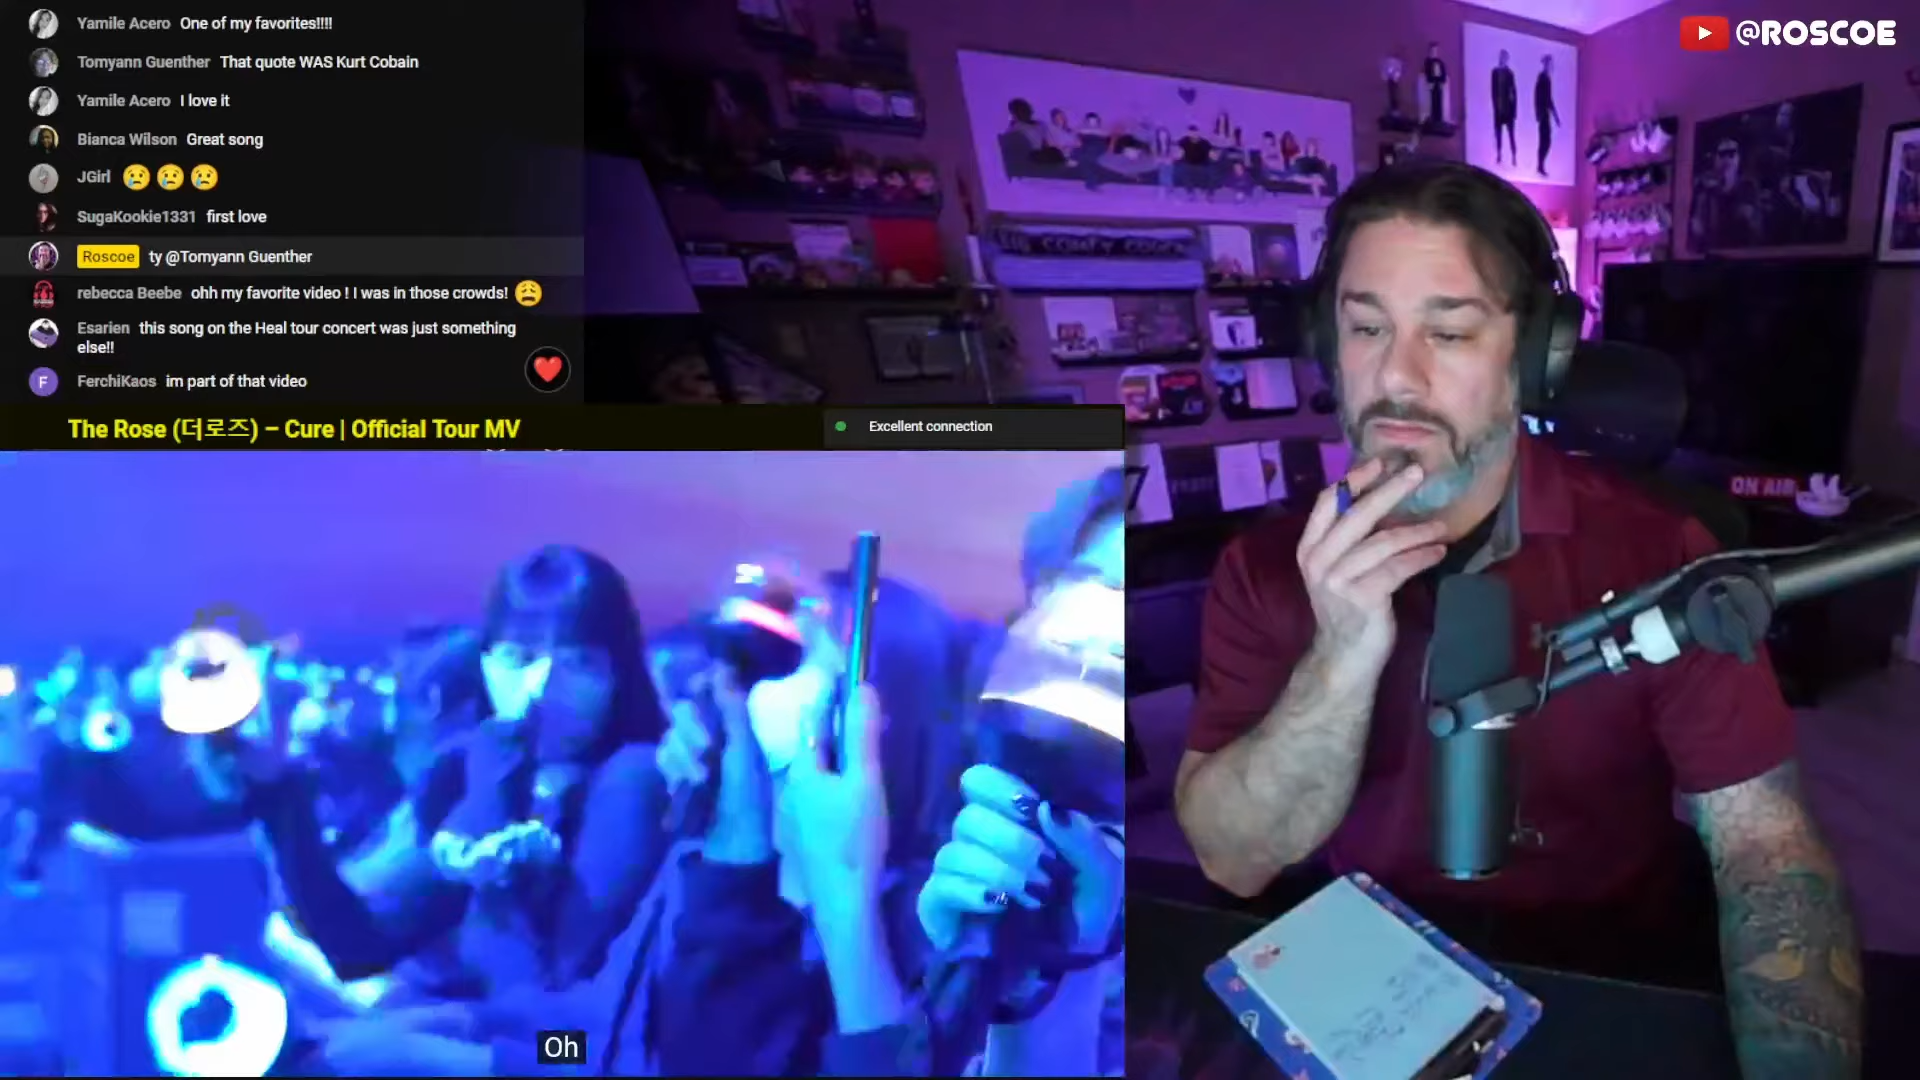 @ROSCOE
Yamile Acero One of my favorites!!!!
Tomyann Guenther That quote WAS Kurt Cobain
Yamile Acero I love it
Bianca Wilson Great song
JGirl 😢 😢 😢
SugaKookie1331 first love
Roscoe ty @Tomyann Guenther
rebecca Beebe ohh my favorite video ! I was in those crowds! 😩
Esarien this song on the Heal tour concert was just something
else!!
F FerchiKaos im part of that video
The Rose (더로즈) – Cure | Official Tour MV
Excellent connection
BIG COMFY COUCH
ON AIR
Oh